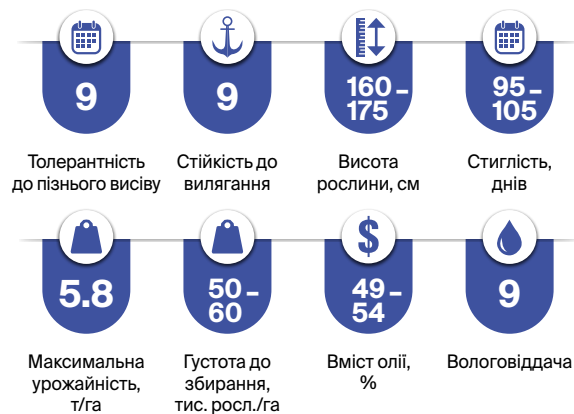 9
9
160–
175
95–
105
Толерантність
до пізнього висіву
Стійкість до
вилягання
Висота
рослини, см
Стиглість,
днів
5.8
50–
60
$
49–
54
9
Максимальна
урожайність,
т/га
Густота до
збирання,
тис. росл./га
Вміст олії,
%
Вологовіддача